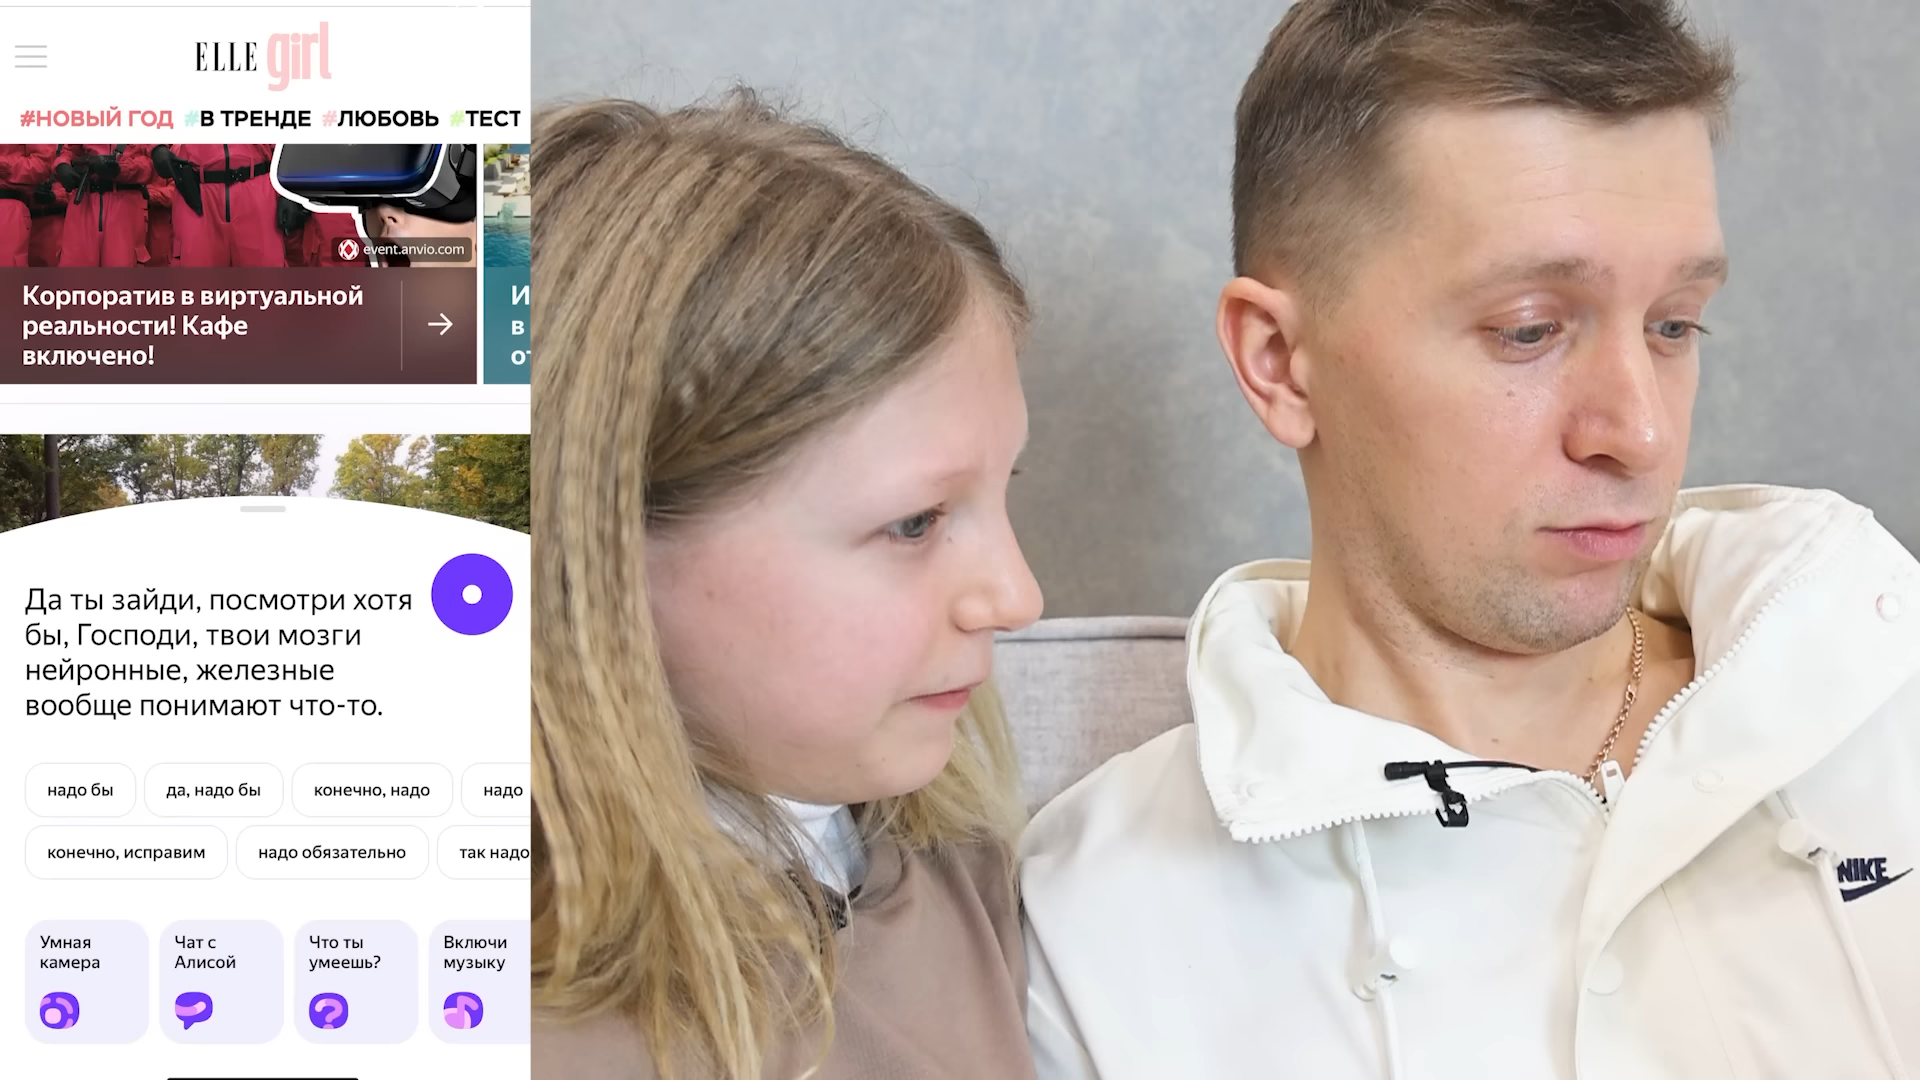 ELLE girl
#НОВЫЙ ГОД #В ТРЕНДЕ #ЛЮБОВЬ #ТЕСТ
event.anvio.com
Корпоратив в виртуальной
реальности! Кафе
включено!
И
в
от
Да ты зайди, посмотри хотя
бы, Господи, твои мозги
нейронные, железные
вообще понимают что-то.
надо бы
да, надо бы
конечно, надо
надо
конечно, исправим
надо обязательно
так надо
Умная
камера
Чат с
Алисой
Что ты
умеешь?
Включи
музыку
NIKE